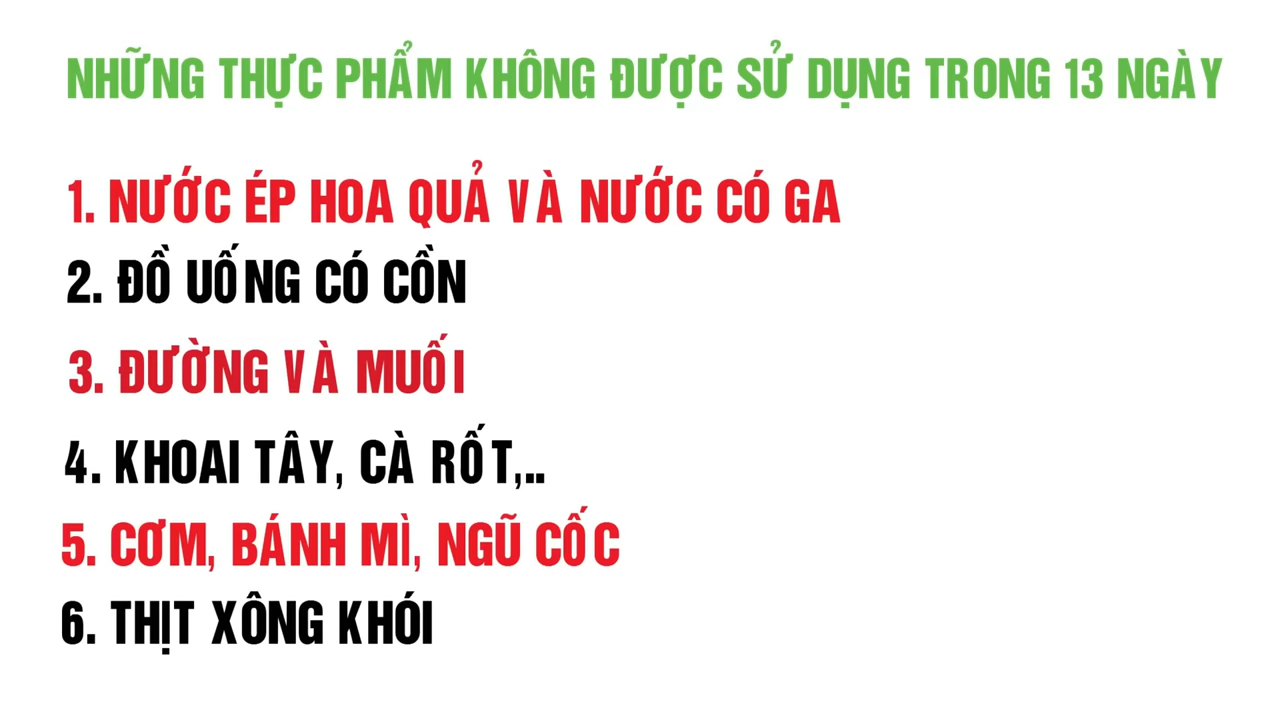 NHỮNG THỰC PHẨM KHÔNG ĐƯỢC SỬ DỤNG TRONG 13 NGÀY
1. NƯỚC ÉP HOA QUẢ VÀ NƯỚC CÓ GA
2. ĐỒ UỐNG CÓ CỒN
3. ĐƯỜNG VÀ MUỐI
4. KHOAI TÂY, CÀ RỐT,..
5. CƠM, BÁNH MÌ, NGŨ CỐC
6. THỊT XÔNG KHÓI